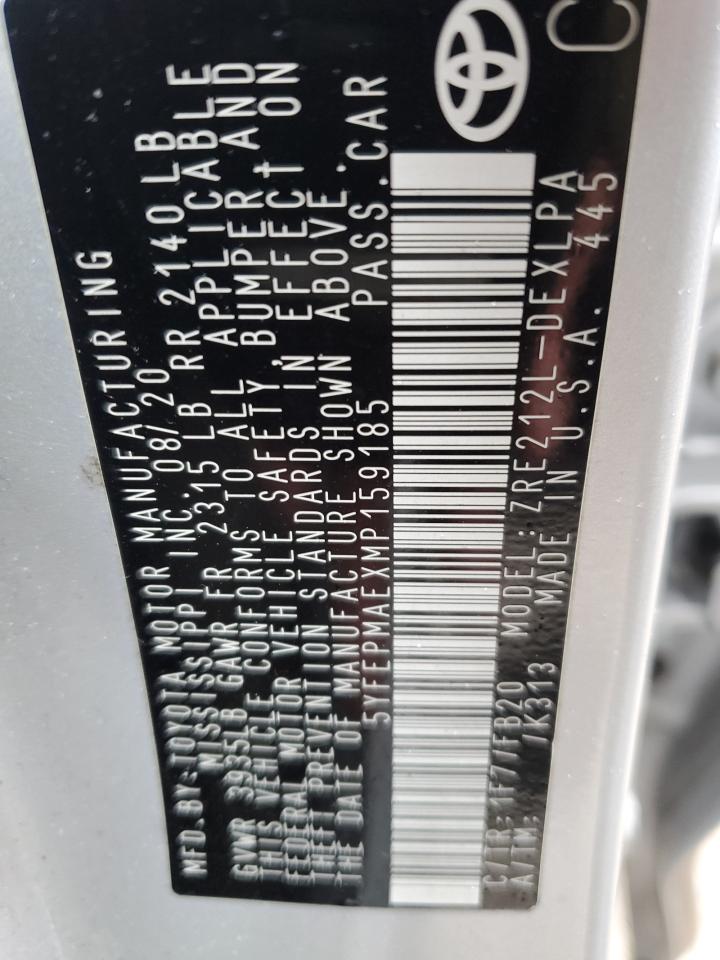 MFD.BY:TOYOTA MOTOR MANUFACTURING
MISSISSIPPI INC. 08/20
GVWR 3935LB GAWR FR 2315 LB RR 2140LB
THIS VEHICLE CONFORMS TO ALL APPLICABLE
FEDERAL MOTOR VEHICLE SAFETY BUMPER AND
THEFT PREVENTION STANDARDS IN EFFECT ON
THE DATE OF MANUFACTURE SHOWN ABOVE.
5YFEPMAEXMP159185 PASS.CAR
C/TR:1F7/FB20 MODEL:ZRE212L-DEXLPA
A/TM: /K313 MADE IN U.S.A. 445
C